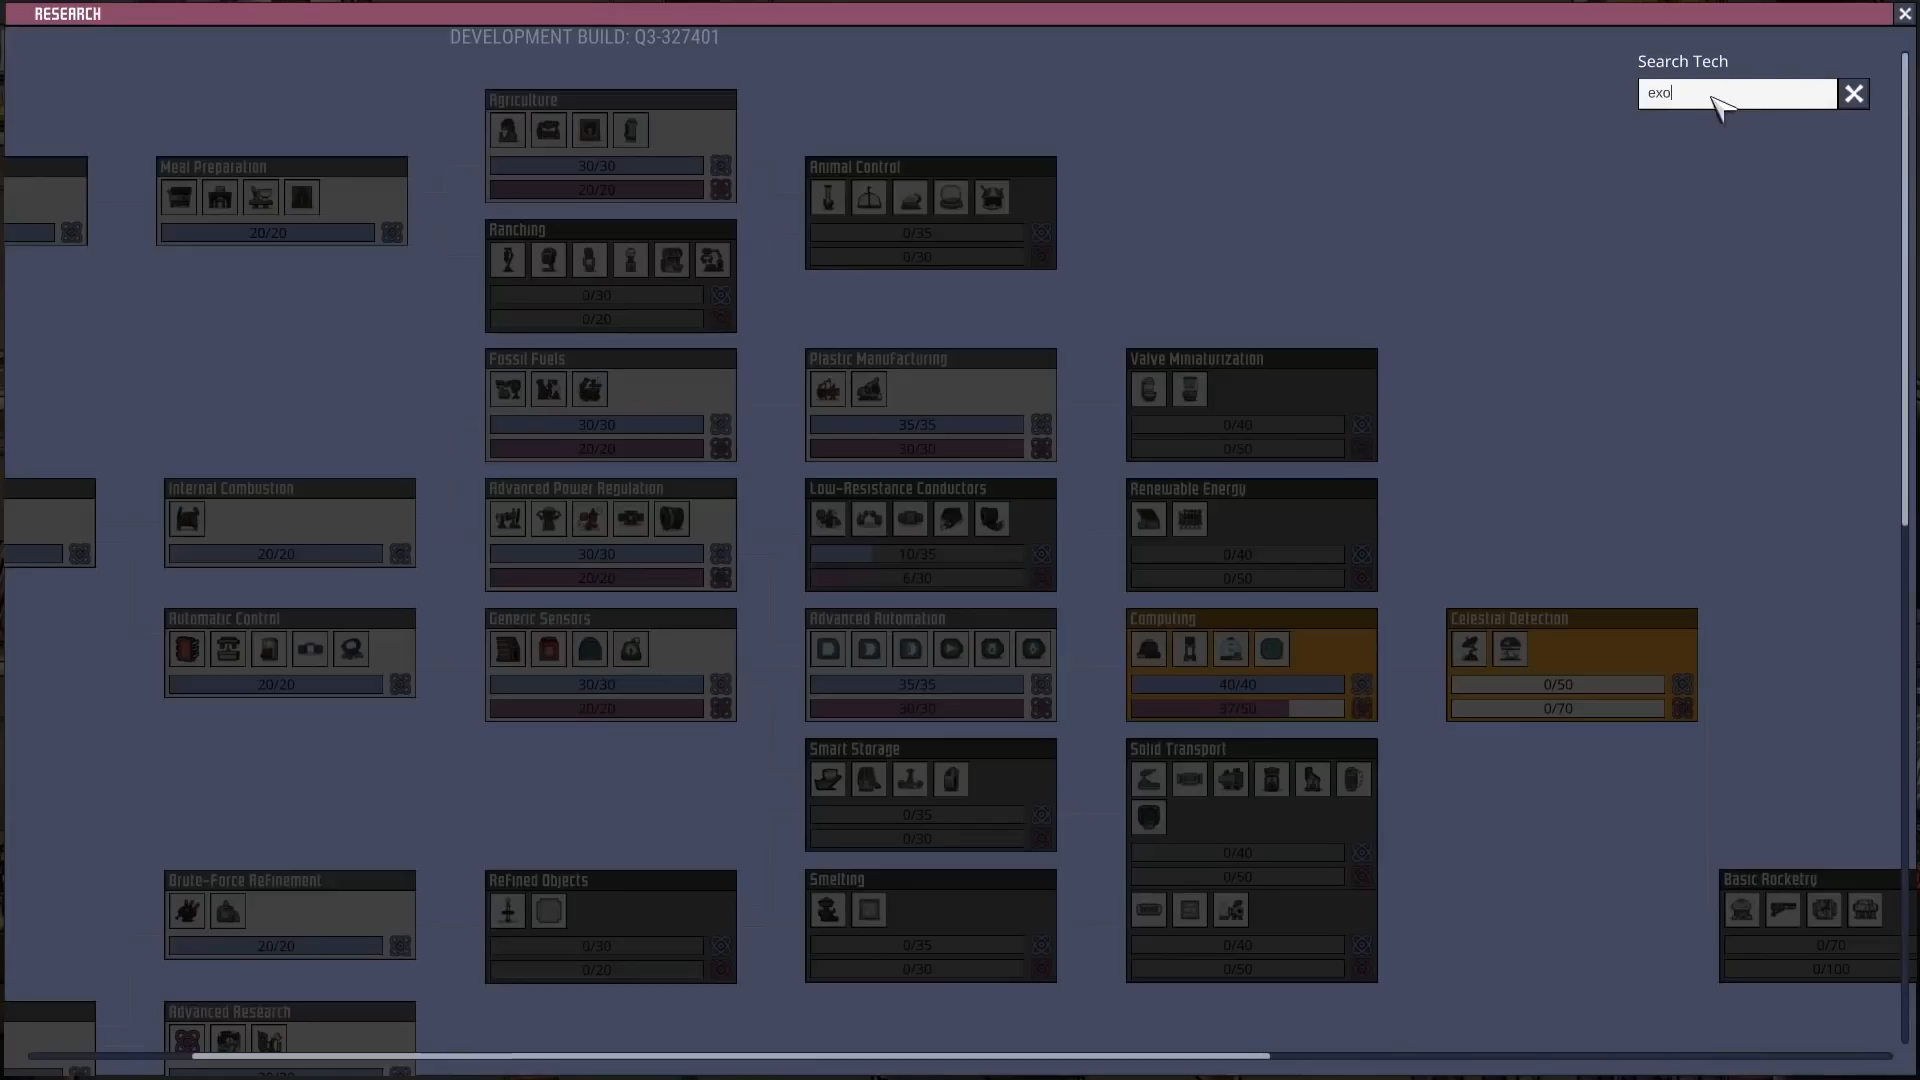 RESEARCH
DEVELOPMENT BUILD: Q3-327401
Search Tech
exo
Agriculture
30/30
20/20
Meal Preparation
20/20
Animal Control
0/35
0/30
Ranching
0/30
0/20
Fossil Fuels
30/30
20/20
Plastic Manufacturing
35/35
30/30
Valve Miniaturization
0/40
0/50
Internal Combustion
20/20
Advanced Power Regulation
30/30
20/20
Low-Resistance Conductors
10/35
6/30
Renewable Energy
0/40
0/50
Automatic Control
20/20
Generic Sensors
30/30
20/20
Advanced Automation
35/35
30/30
Computing
40/40
37/50
Celestial Detection
0/50
0/70
Smart Storage
0/35
0/30
Solid Transport
0/40
0/50
0/40
0/50
Brute-Force Refinement
20/20
Refined Objects
0/30
0/20
Smelting
0/35
0/30
Basic Rocketry
0/70
0/100
Advanced Research